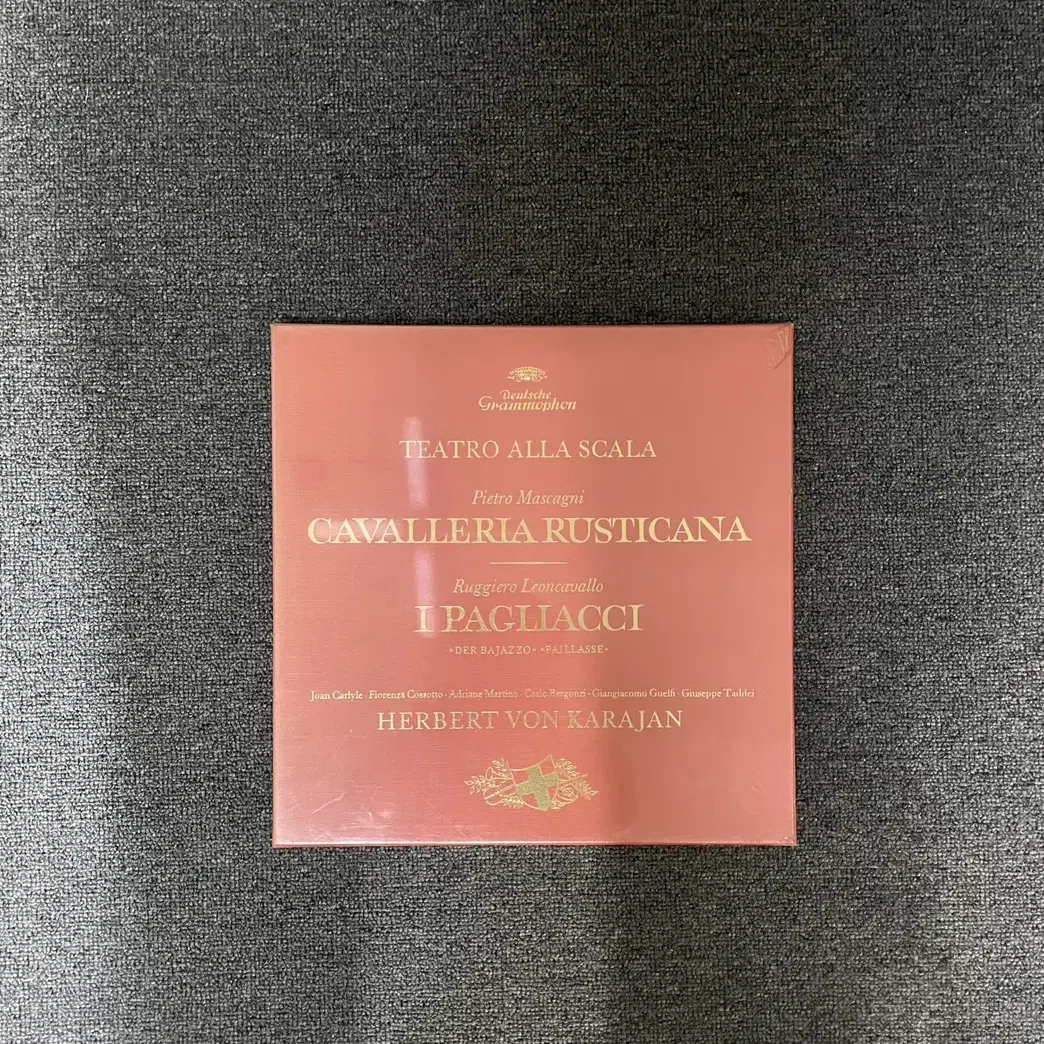 Deutsche
Grammophon
TEATRO ALLA SCALA
Pietro Mascagni
CAVALLERIA RUSTICANA
Ruggiero Leoncavallo
I PAGLIACCI
»DER BAJAZZO« »PAILLASSE«
Joan Carlyle · Fiorenza Cossotto · Adriane Martino · Carlo Bergonzi · Giangiacomo Guelfi · Giuseppe Taddei
HERBERT VON KARAJAN